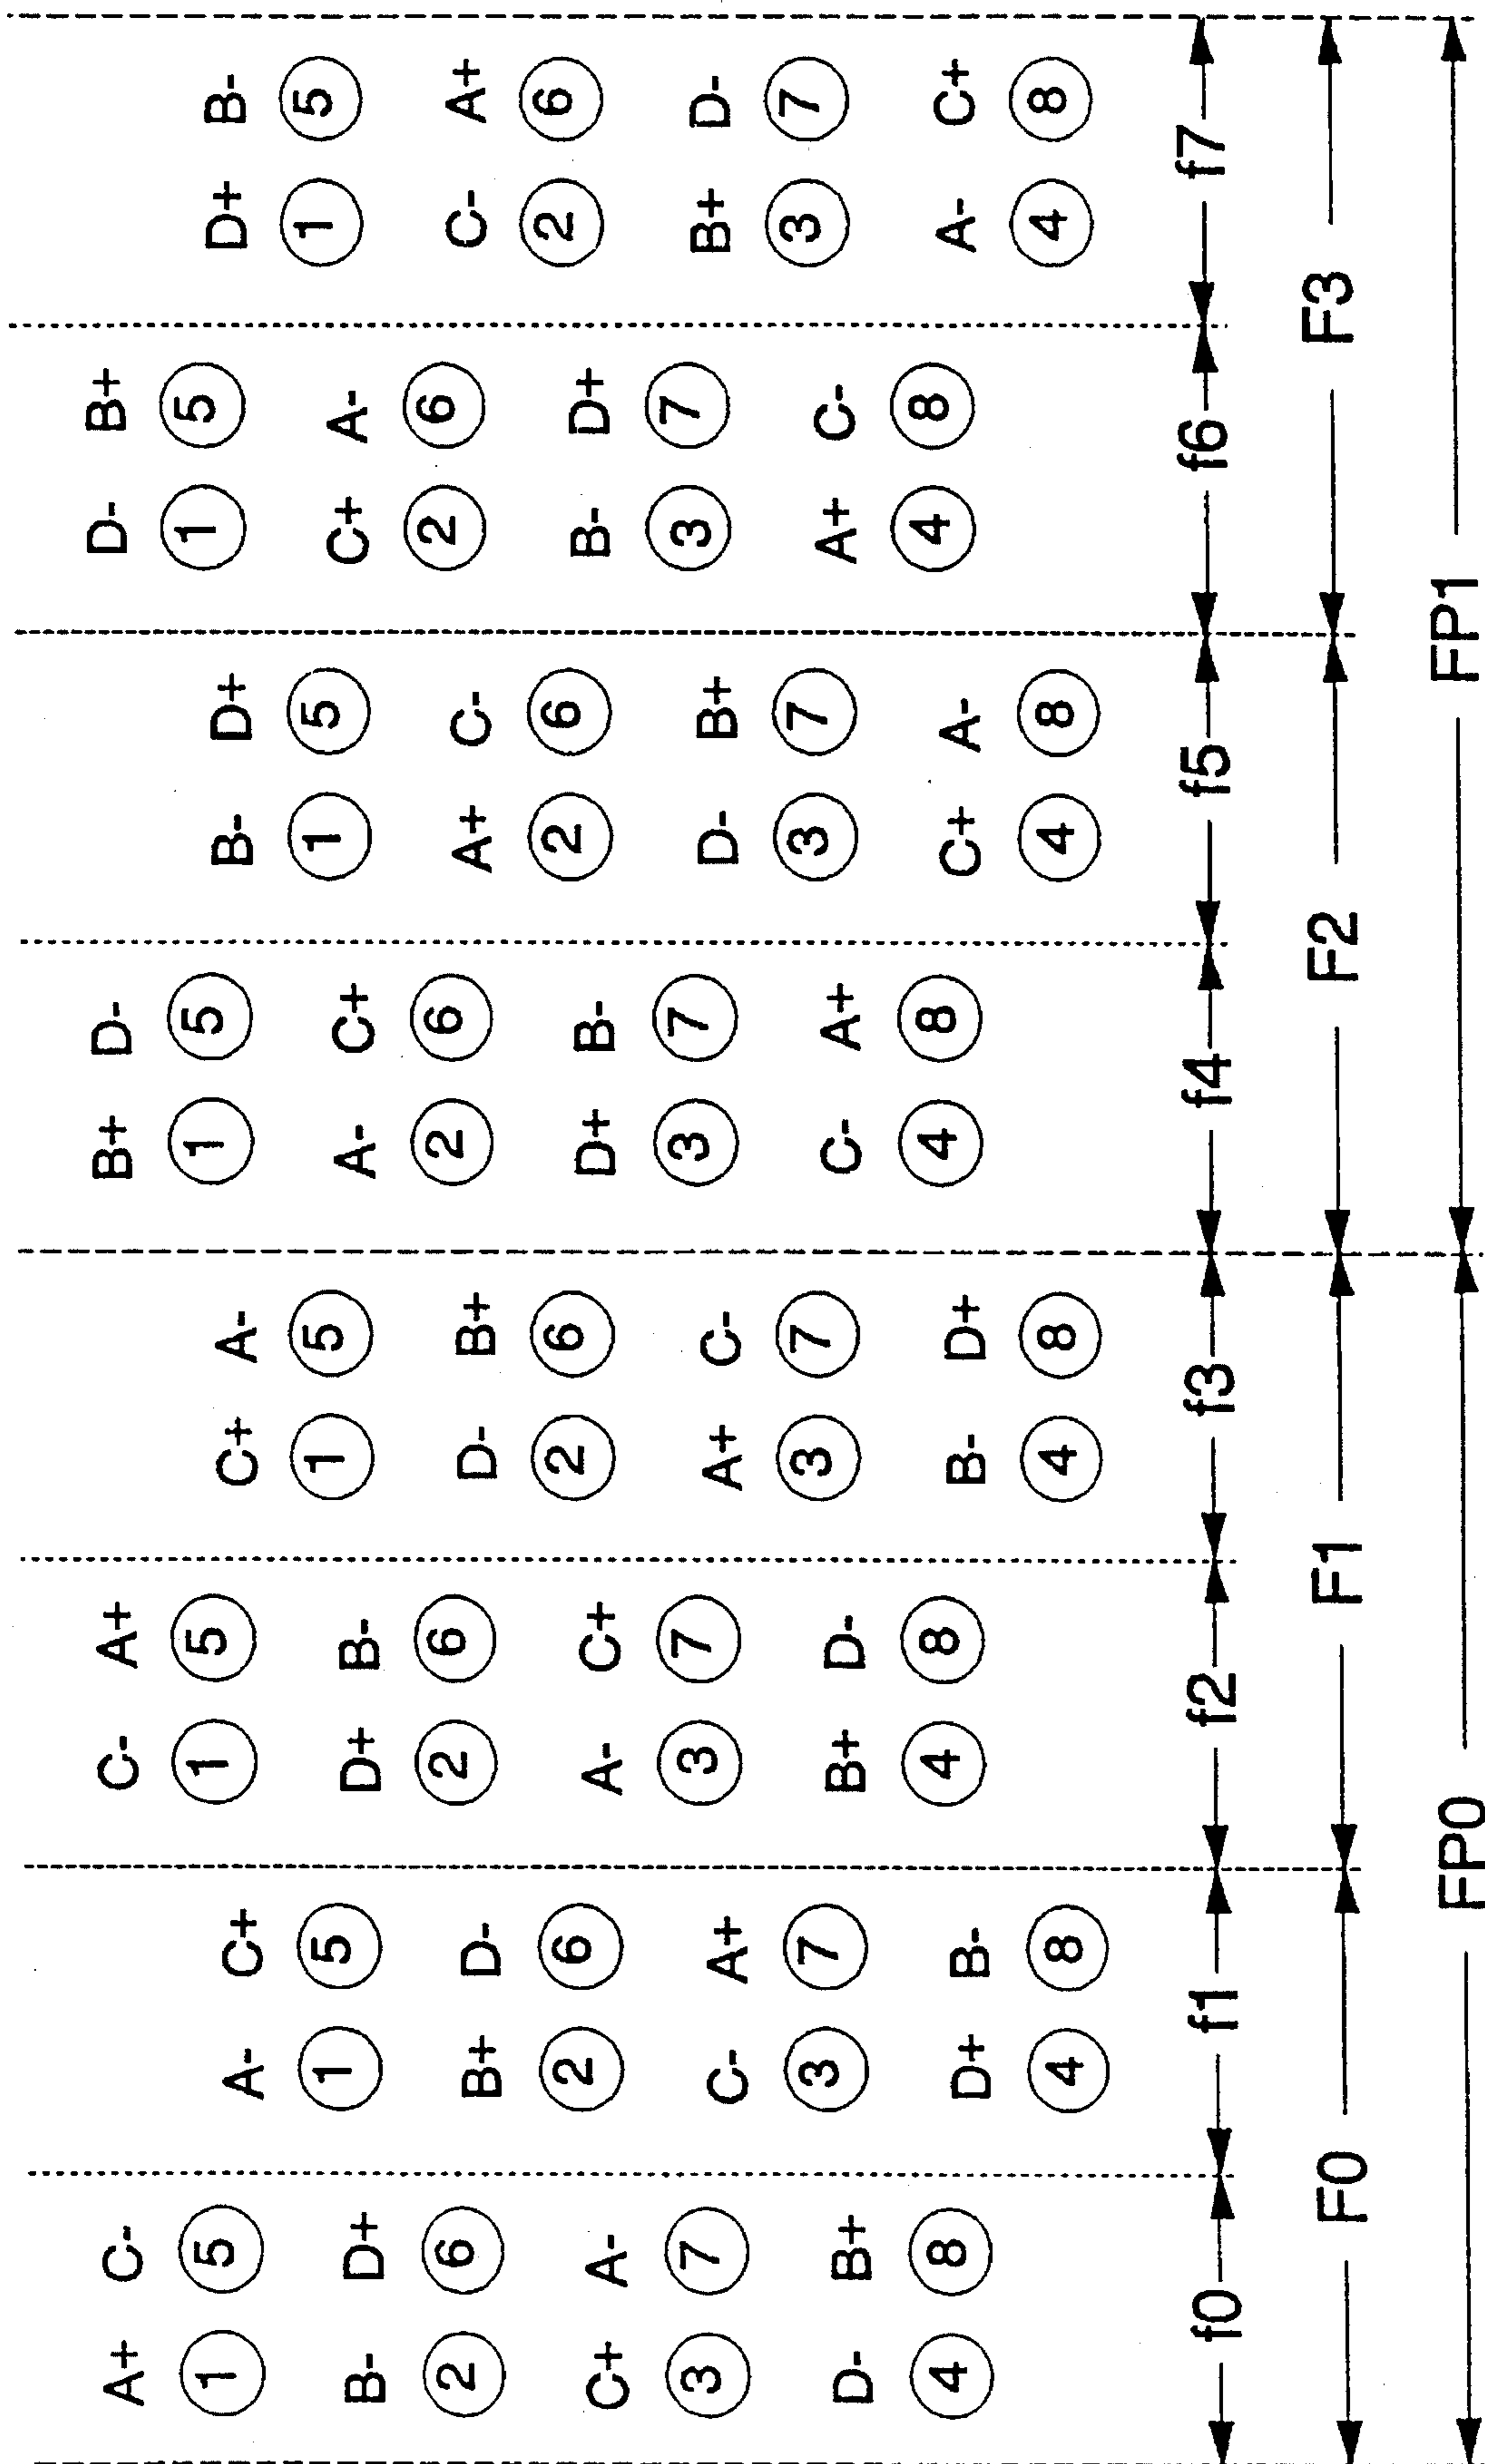 A+ C- C- A+ B+ D- D- B+
1 5 1 5 1 5 1 5
A- C+ C+ A- B- D+ D+ B-
1 5 1 5 1 5 1 5
B- D+ D+ B- A- C+ C+ A-
2 6 2 6 2 6 2 6
B+ D- D- B+ A+ C- C- A+
2 6 2 6 2 6 2 6
C+ A- A- C+ D+ B- B- D+
3 7 3 7 3 7 3 7
C- A+ A+ C- D- B+ B+ D-
3 7 3 7 3 7 3 7
D- B+ B+ D- C- A+ A+ C-
4 8 4 8 4 8 4 8
D+ B- B- D+ C+ A- A- C+
4 8 4 8 4 8 4 8
f0 f1 f2 f3 f4 f5 f6 f7
F0 F1 F2 F3
FP0 FP1